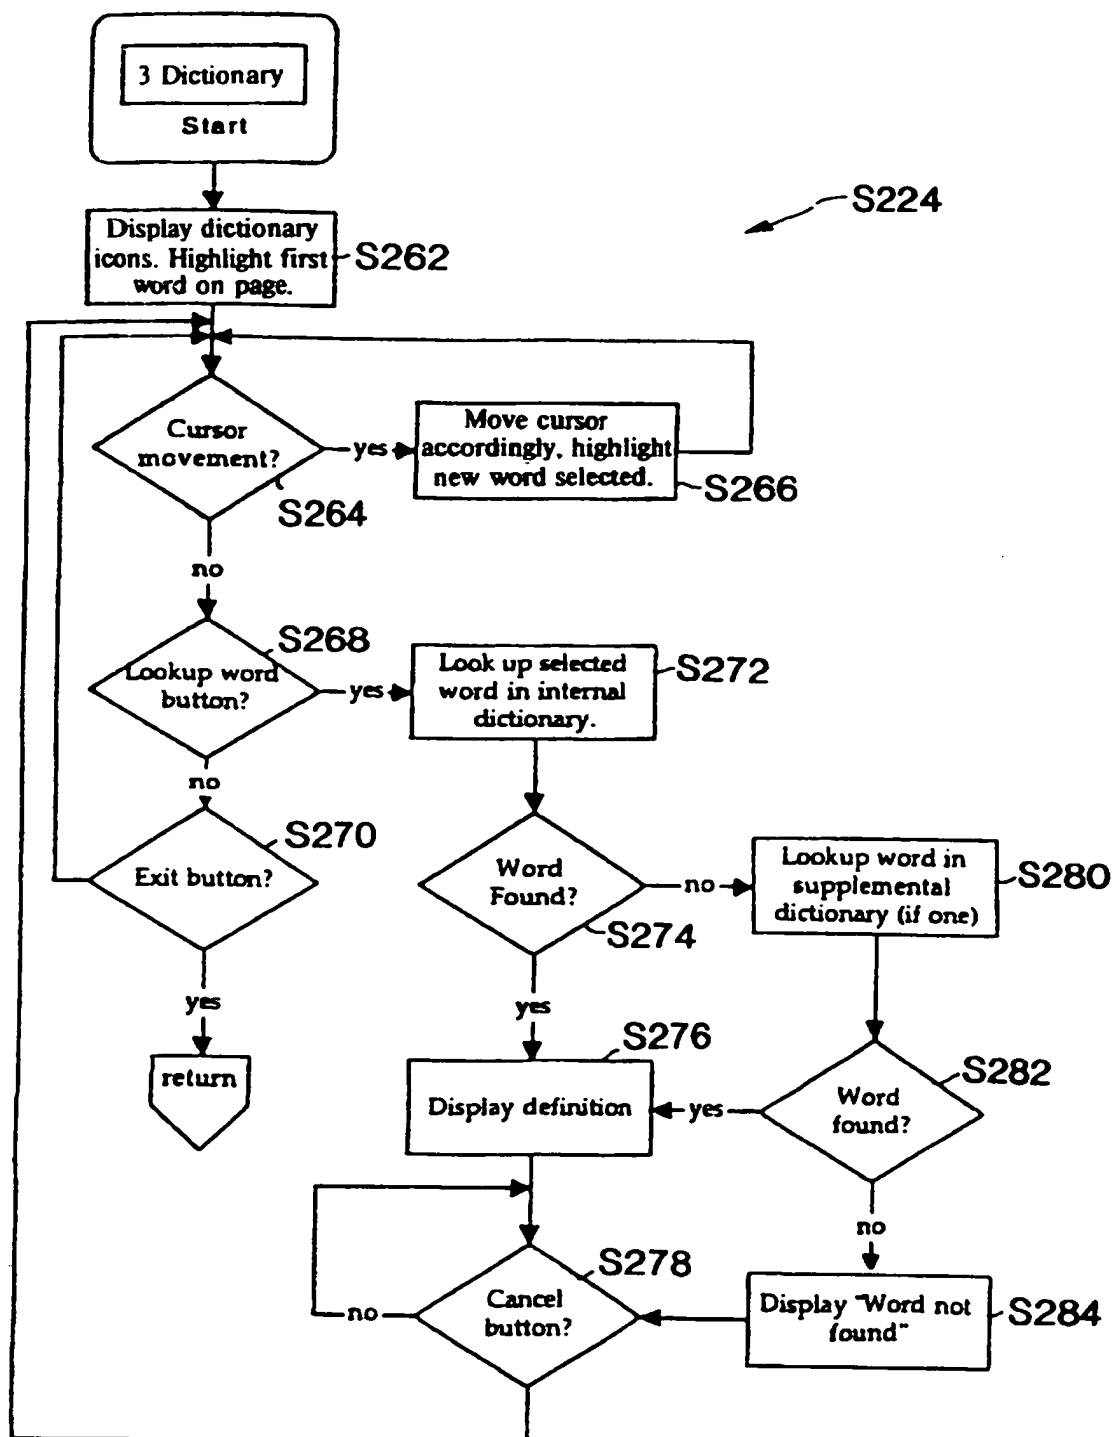 3 Dictionary
Start
S224
Display dictionary
icons. Highlight first
word on page.
S262
Cursor
movement?
S264
yes
Move cursor
accordingly, highlight
new word selected.
S266
no
Lookup word
button?
S268
yes
Look up selected
word in internal
dictionary.
S272
no
Exit button?
S270
yes
return
Word
Found?
S274
no
Lookup word in
supplemental
dictionary (if one)
S280
yes
Display definition
S276
Word
found?
S282
yes
no
Display "Word not
found"
S284
Cancel
button?
S278
no